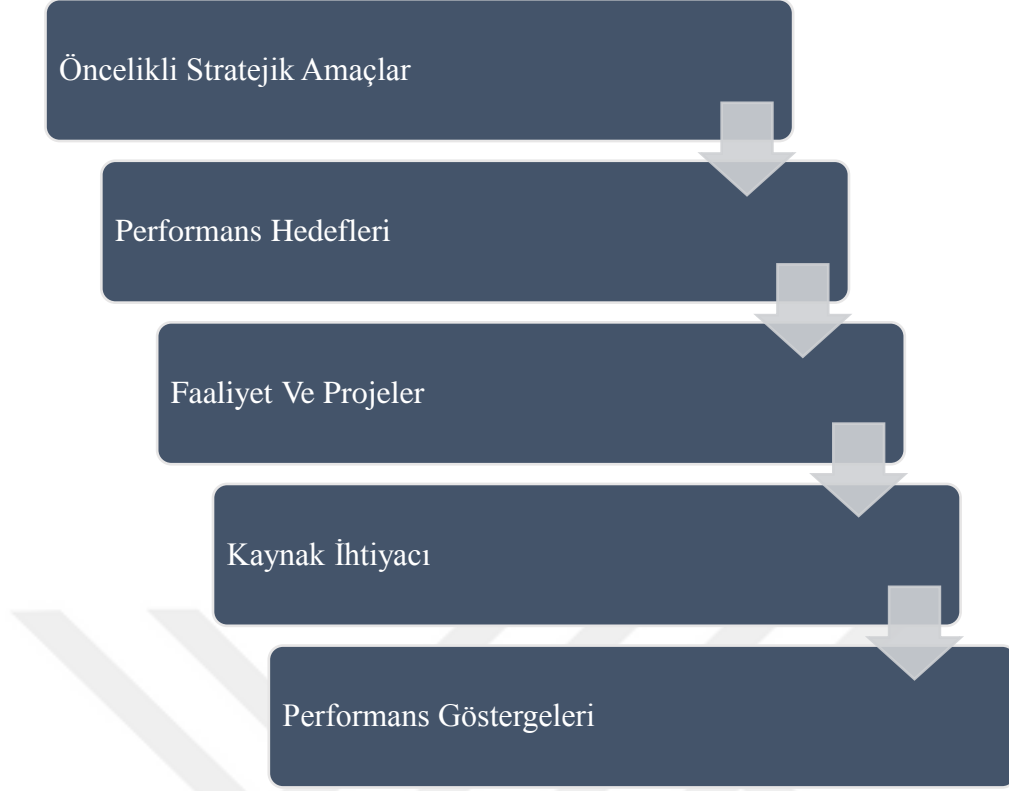 Öncelikli Stratejik Amaçlar
Performans Hedefleri
Faaliyet Ve Projeler
Kaynak İhtiyacı
Performans Göstergeleri